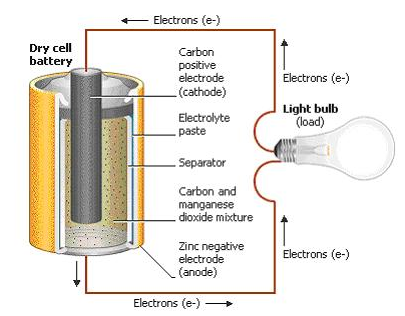 Electrons (e-)
Dry cell
battery
Carbon
positive
electrode
(cathode)
Electrons (e-)
Light bulb
(load)
Electrolyte
paste
Separator
Carbon and
manganese
dioxide mixture
Zinc negative
electrode
(anode)
Electrons (e-)
Electrons (e-)